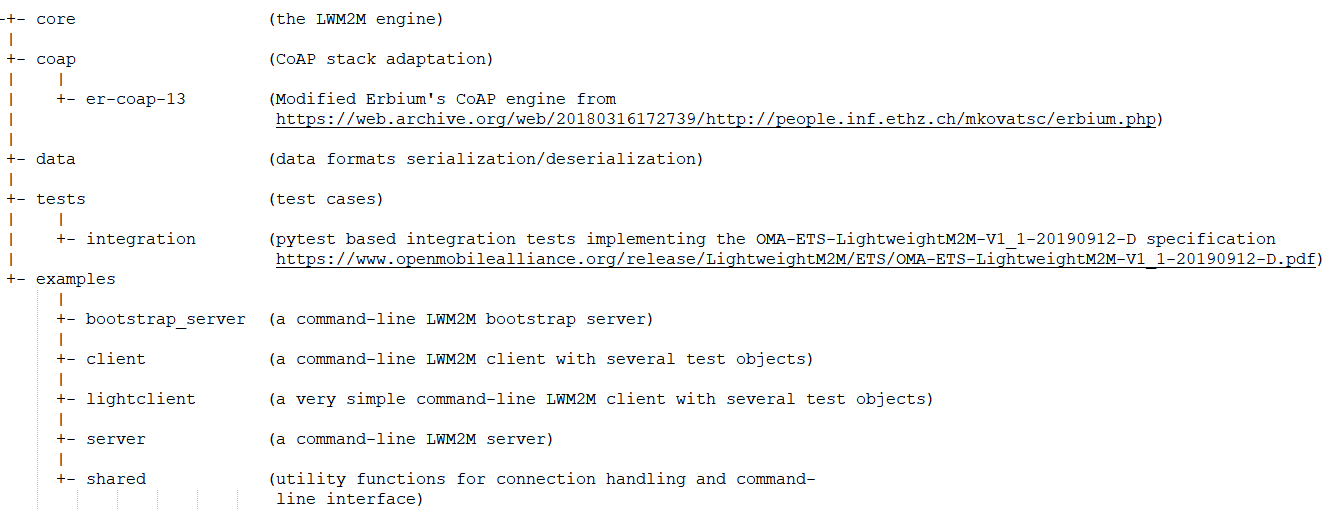 -+- core                   (the LWM2M engine)
 |
 +- coap                   (CoAP stack adaptation)
 |    |
 |    +- er-coap-13        (Modified Erbium's CoAP engine from
 |                          https://web.archive.org/web/20180316172739/http://people.inf.ethz.ch/mkovatsc/erbium.php)
 |
 +- data                   (data formats serialization/deserialization)
 |
 +- tests                  (test cases)
 |    |
 |    +- integration       (pytest based integration tests implementing the OMA-ETS-LightweightM2M-V1_1-20190912-D specification
 |                          https://www.openmobilealliance.org/release/LightweightM2M/ETS/OMA-ETS-LightweightM2M-V1_1-20190912-D.pdf)
 +- examples
      |
      +- bootstrap_server  (a command-line LWM2M bootstrap server)
      |
      +- client            (a command-line LWM2M client with several test objects)
      |
      +- lightclient       (a very simple command-line LWM2M client with several test objects)
      |
      +- server            (a command-line LWM2M server)
      |
      +- shared            (utility functions for connection handling and command-
                            line interface)